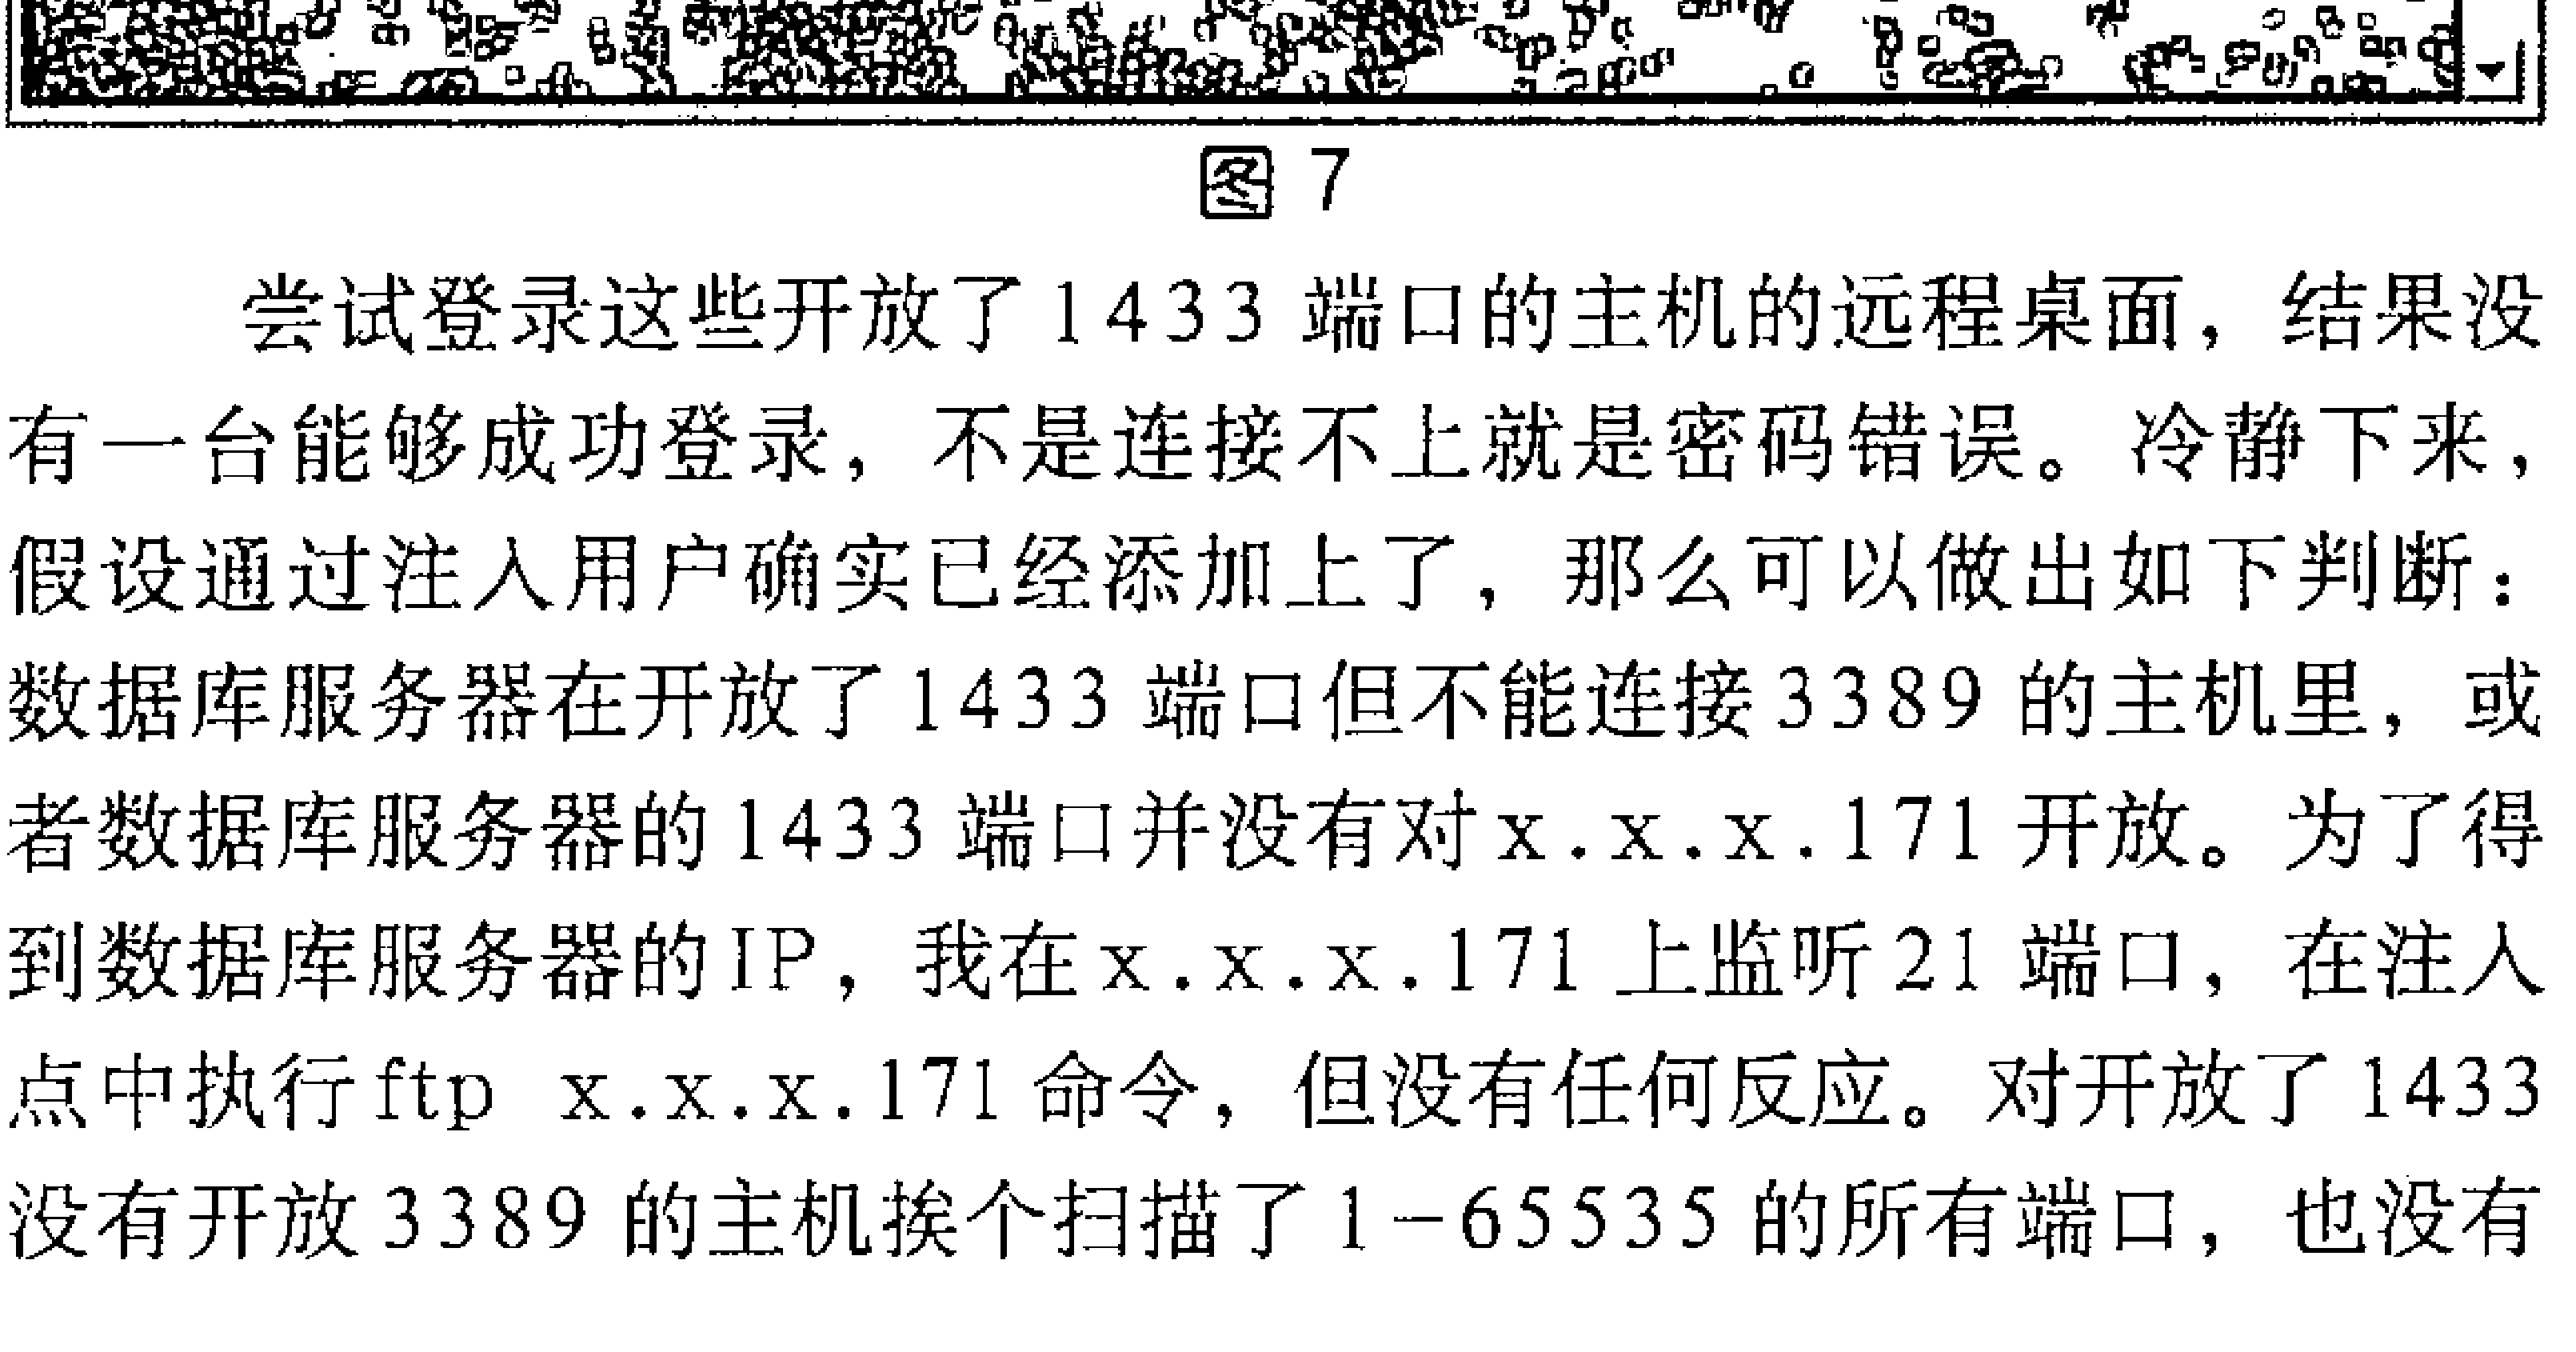 图 7
尝试登录这些开放了1433 端口的主机的远程桌面，结果没
有一台能够成功登录，不是连接不上就是密码错误。冷静下来，
假设通过注入用户确实已经添加上了，那么可以做出如下判断：
数据库服务器在开放了1433 端口但不能连接3389 的主机里，或
者数据库服务器的1433 端口并没有对x.x.x.171 开放。为了得
到数据库服务器的IP，我在x.x.x.171 上监听21 端口，在注入
点中执行ftp x.x.x.171 命令，但没有任何反应。对开放了1433
没有开放3389 的主机挨个扫描了1-65535 的所有端口，也没有